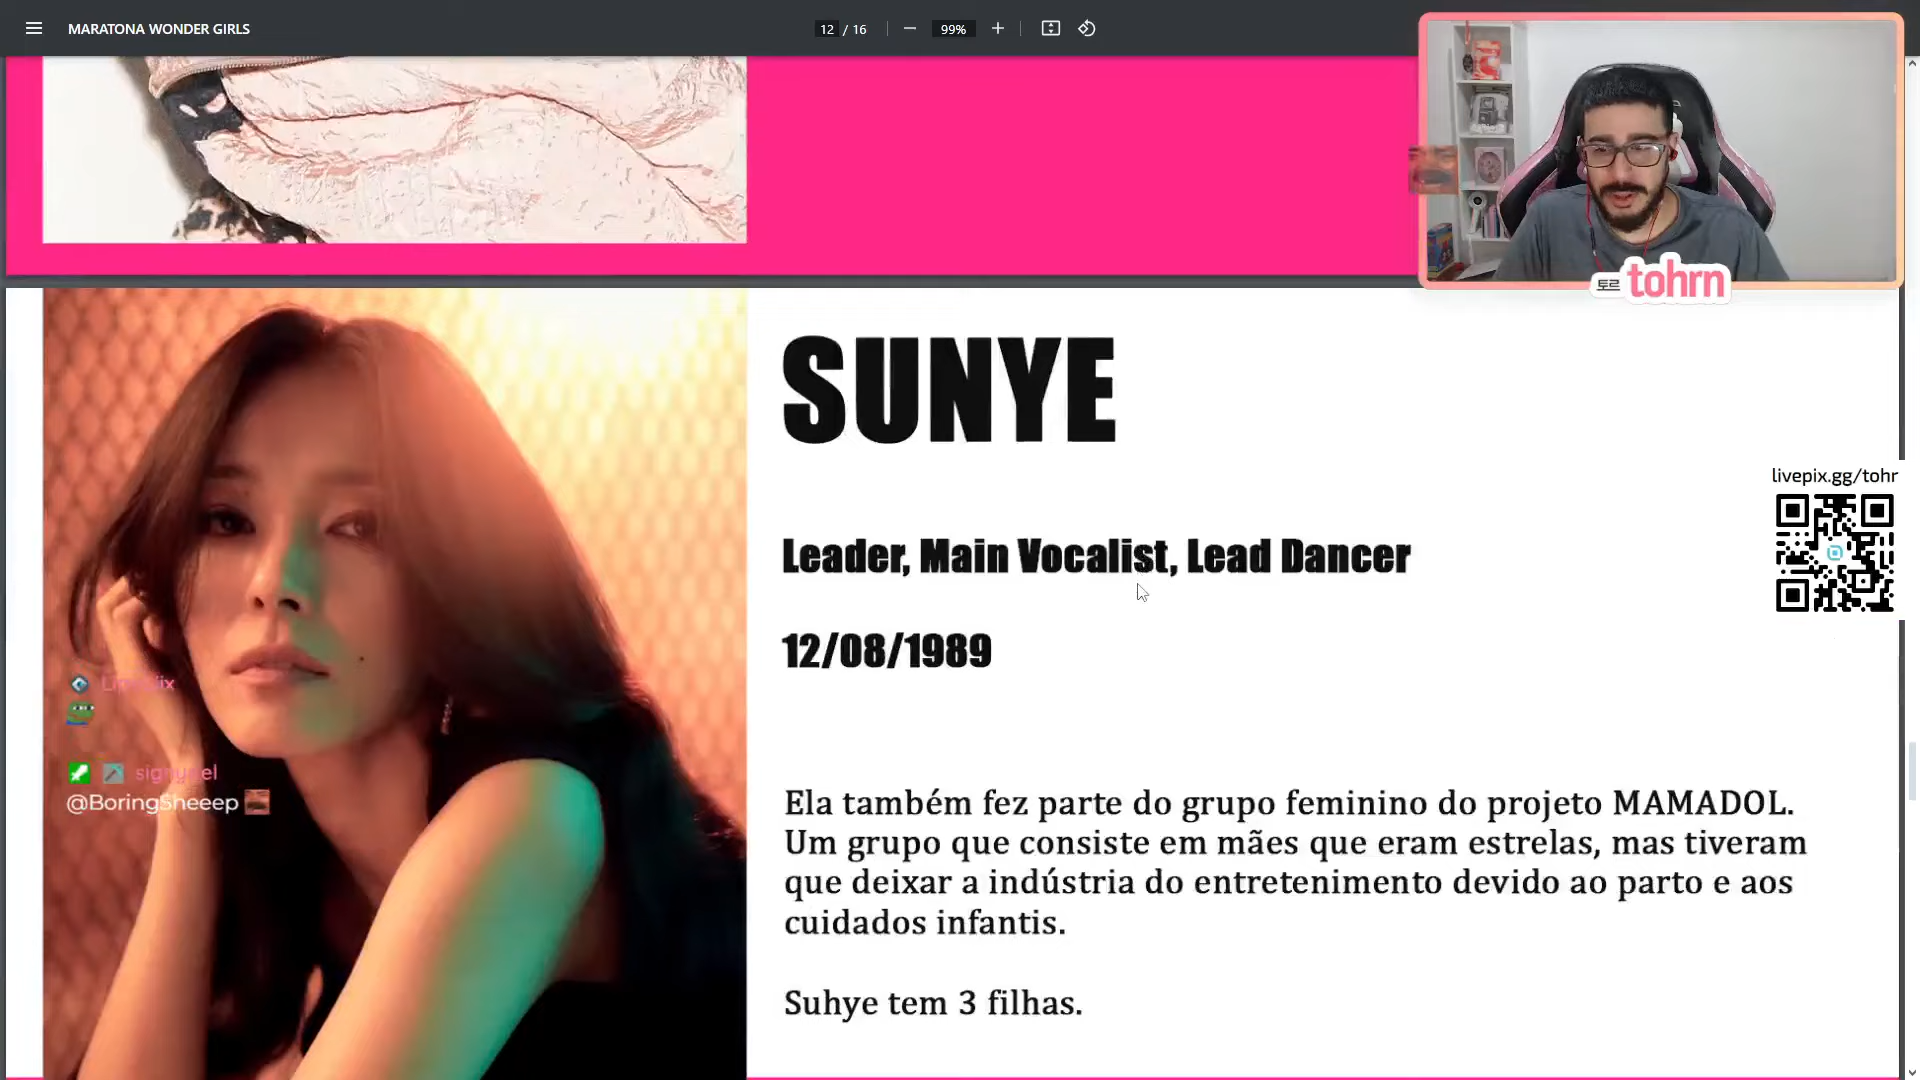 MARATONA WONDER GIRLS
12 / 16
99%
토르 tohrn
SUNYE
livepix.gg/tohr
Leader, Main Vocalist, Lead Dancer
12/08/1989
@BoringSheeep
Ela também fez parte do grupo feminino do projeto MAMADOL.
Um grupo que consiste em mães que eram estrelas, mas tiveram
que deixar a indústria do entretenimento devido ao parto e aos
cuidados infantis.
Suhye tem 3 filhas.